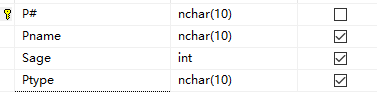 P# nchar(10)
Pname nchar(10)
Sage int
Ptype nchar(10)